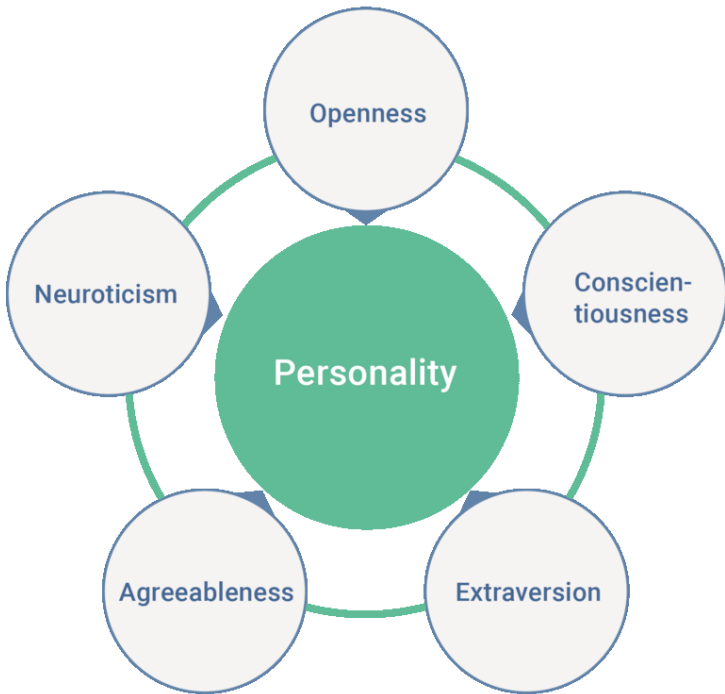 Openness
Conscien-
tiousness
Extraversion
Agreeableness
Neuroticism
Personality